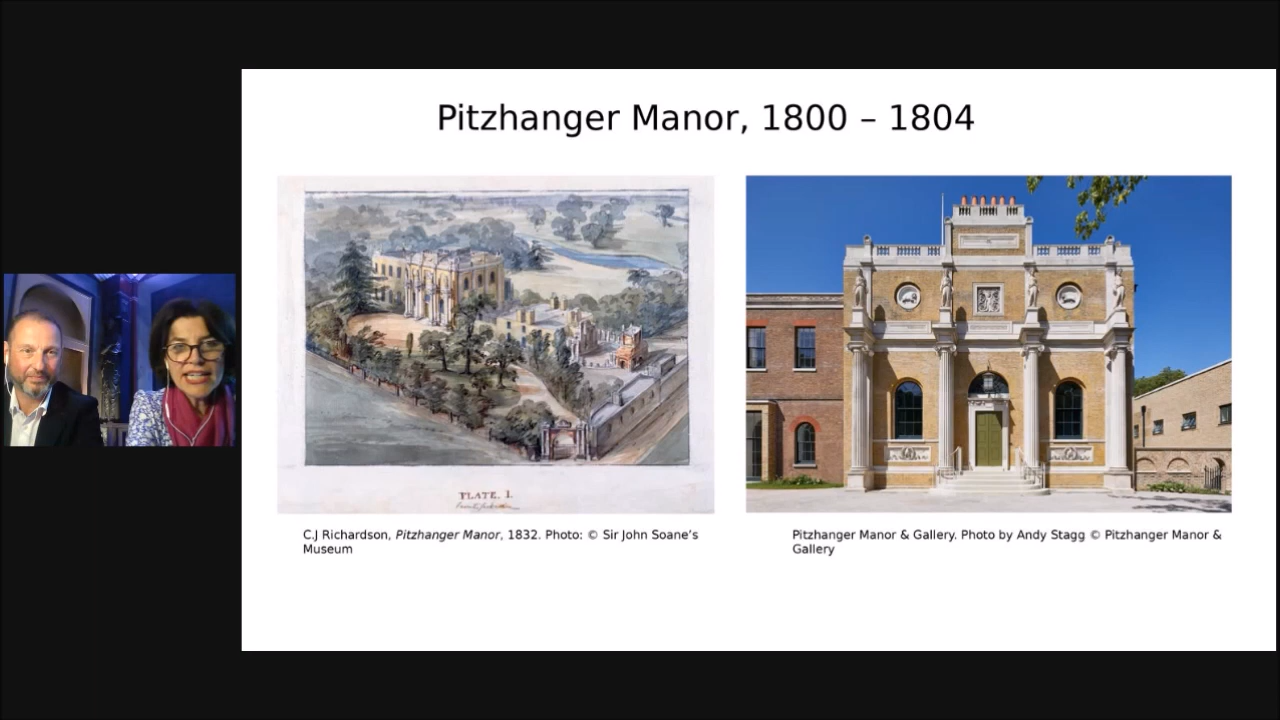 Pitzhanger Manor, 1800 – 1804
PLATE. I.
C.J Richardson, Pitzhanger Manor, 1832. Photo: © Sir John Soane’s
Museum
Pitzhanger Manor & Gallery. Photo by Andy Stagg © Pitzhanger Manor &
Gallery